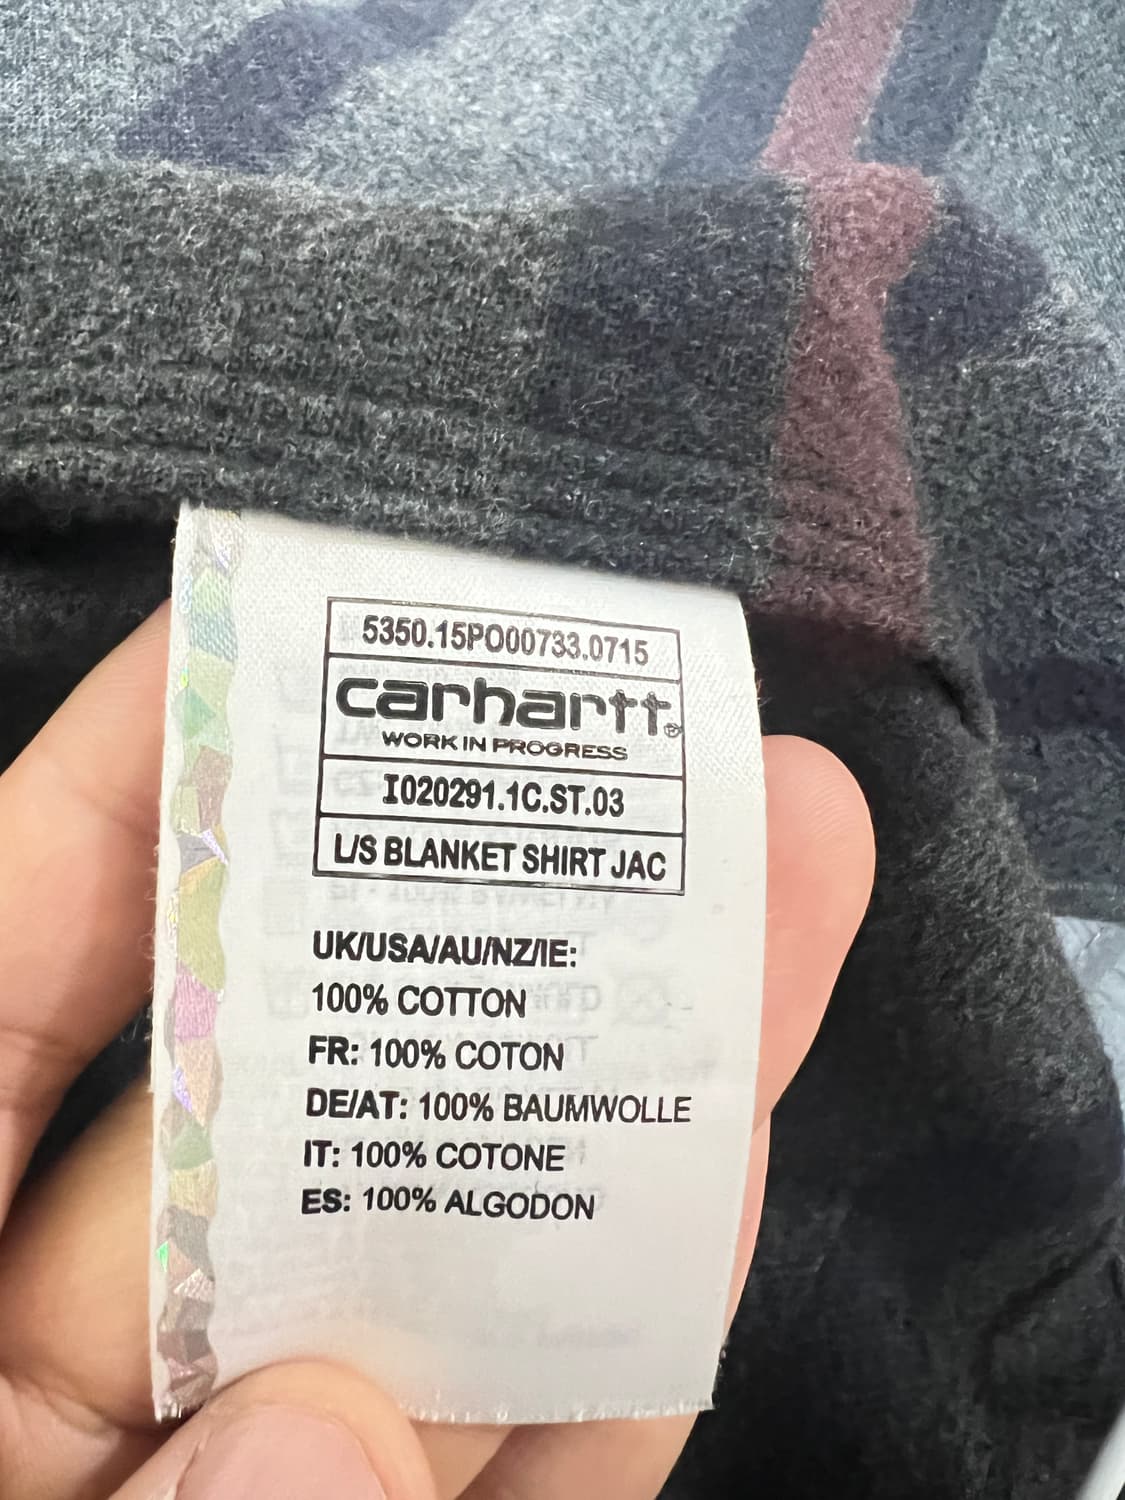 5350.15PO00733.0715
carhartt®
WORK IN PROGRESS
I020291.1C.ST.03
L/S BLANKET SHIRT JAC
UK/USA/AU/NZ/IE:
100% COTTON
FR: 100% COTON
DE/AT: 100% BAUMWOLLE
IT: 100% COTONE
ES: 100% ALGODON